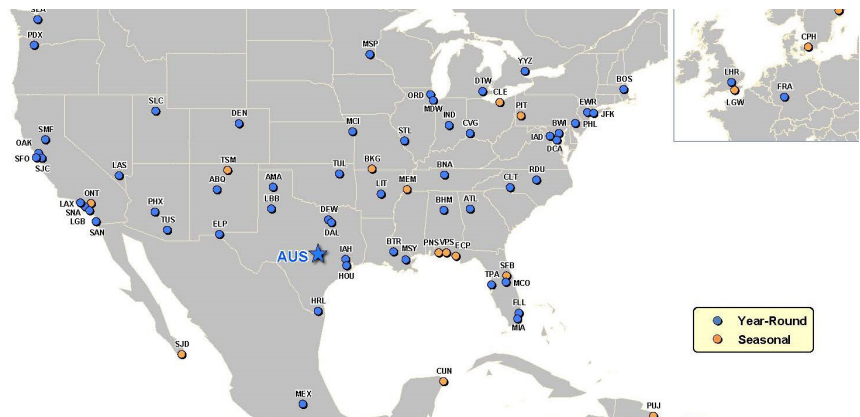 SEA
PDX
MSP
YYZ
BOS
CPH
LHR
LGW
FRA
SLC
DEN
ORD
MDW
DTW
CLE
PIT
EWR
JFK
PHL
OAK
SMF
SFO
SJC
LAS
MCI
STL
IND
CVG
IAD
BWI
DCA
TSM
ABQ
AMA
LBB
TUL
BKG
LIT
MEM
BNA
CLT
RDU
LAX
ONT
SNA
LGB
SAN
PHX
TUS
ELP
DFW
DAL
BHM
ATL
AUS
IAH
HOU
BTR
MSY
PNS
VPS
ECP
SFB
TPA
MCO
FLL
MIA
HRL
SJD
MEX
CUN
PUJ
Year-Round
Seasonal